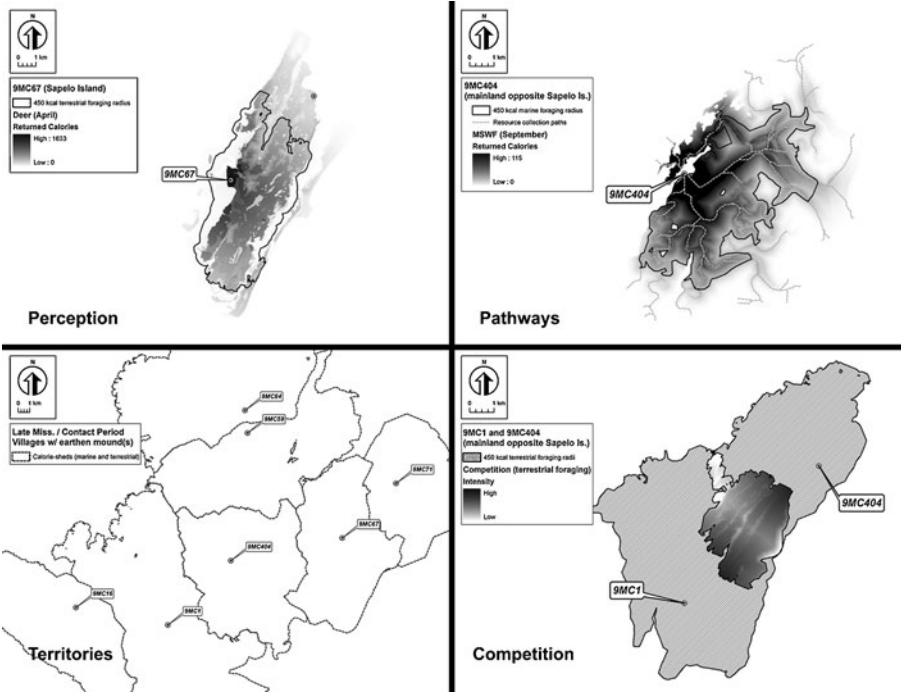 N
0 1 km
9MC67 (Sapelo Island)
450 kcal terrestrial foraging radius
Deer (April)
Returned Calories
High : 1633
Low : 0
9MC67
Perception
N
0 1 km
9MC404
(mainland opposite Sapelo Is.)
450 kcal marine foraging radius
Resource collection paths
MSWF (September)
Returned Calories
High : 115
Low : 0
9MC404
Pathways
N
0 1 km
Late Miss. / Contact Period
Villages w/ earthen mound(s)
Calorie-sheds (marine and terrestrial)
9MC64
9MC59
9MC71
9MC67
9MC404
9MC16
9MC1
Territories
N
0 1 km
9MC1 and 9MC404
(mainland opposite Sapelo Is.)
450 kcal terrestrial foraging radii
Competition (terrestrial foraging)
Intensity
High
Low
9MC404
9MC1
Competition